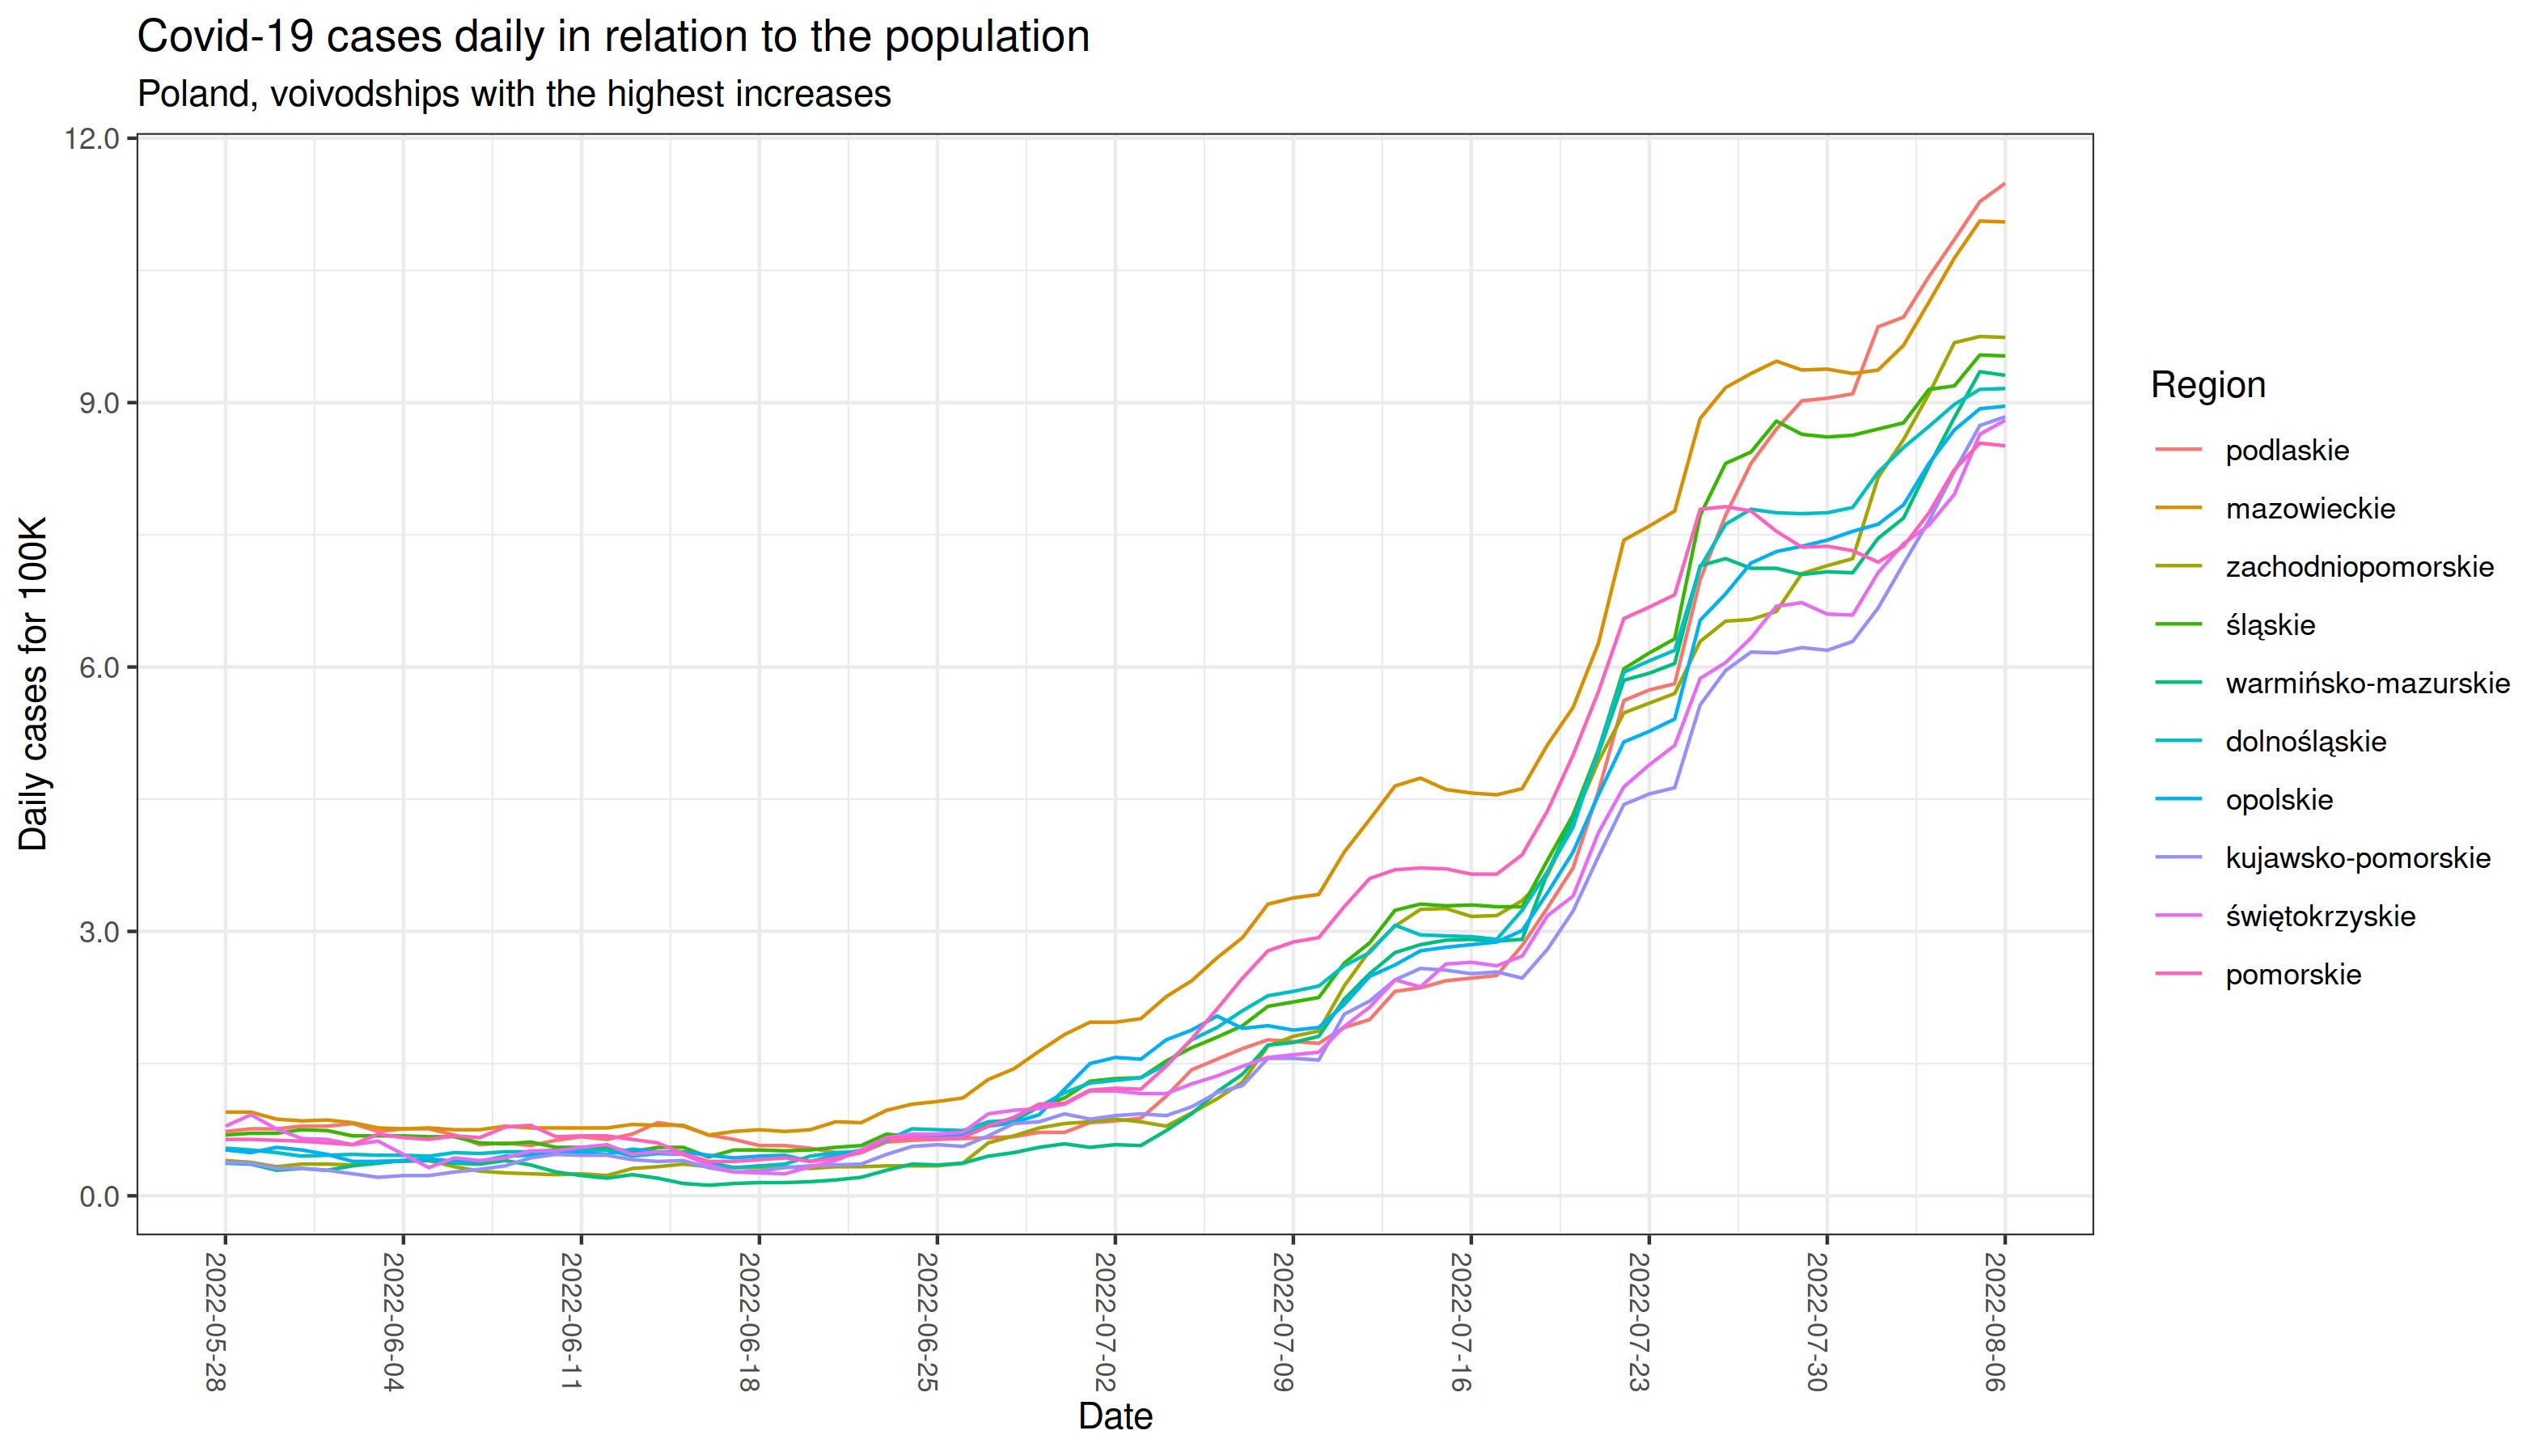 Covid-19 cases daily in relation to the population
Poland, voivodships with the highest increases
Daily cases for 100K
12.0
9.0
6.0
3.0
0.0
2022-05-28
2022-06-04
2022-06-11
2022-06-18
2022-06-25
2022-07-02
2022-07-09
2022-07-16
2022-07-23
2022-07-30
2022-08-06
Date
Region
podlaskie
mazowieckie
zachodniopomorskie
śląskie
warmińsko-mazurskie
dolnośląskie
opolskie
kujawsko-pomorskie
świętokrzyskie
pomorskie